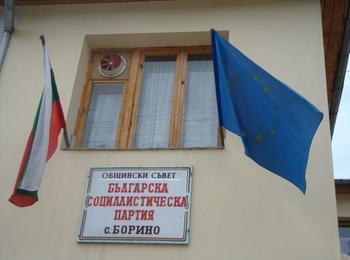 ОБЩИНСКИ СЪВЕТ
БЪЛГАРСКА
СОЦИАЛИСТИЧЕСКА
ПАРТИЯ
с. БОРИНО